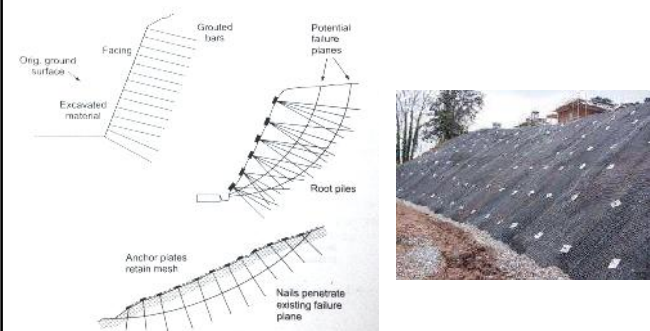 Grouted
bars
Facing
Orig. ground
surface
Excavated
material
Potential
failure
planes
Root piles
Anchor plates
retain mesh
Nails penetrate
existing failure
plane